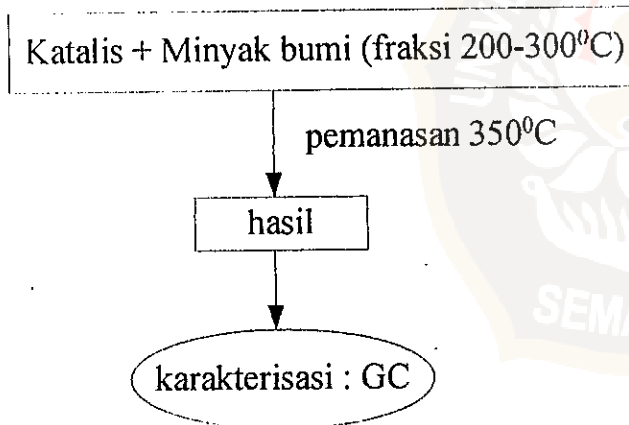 Katalis + Minyak bumi (fraksi 200-300⁰C)
pemanasan 350⁰C
hasil
karakterisasi : GC